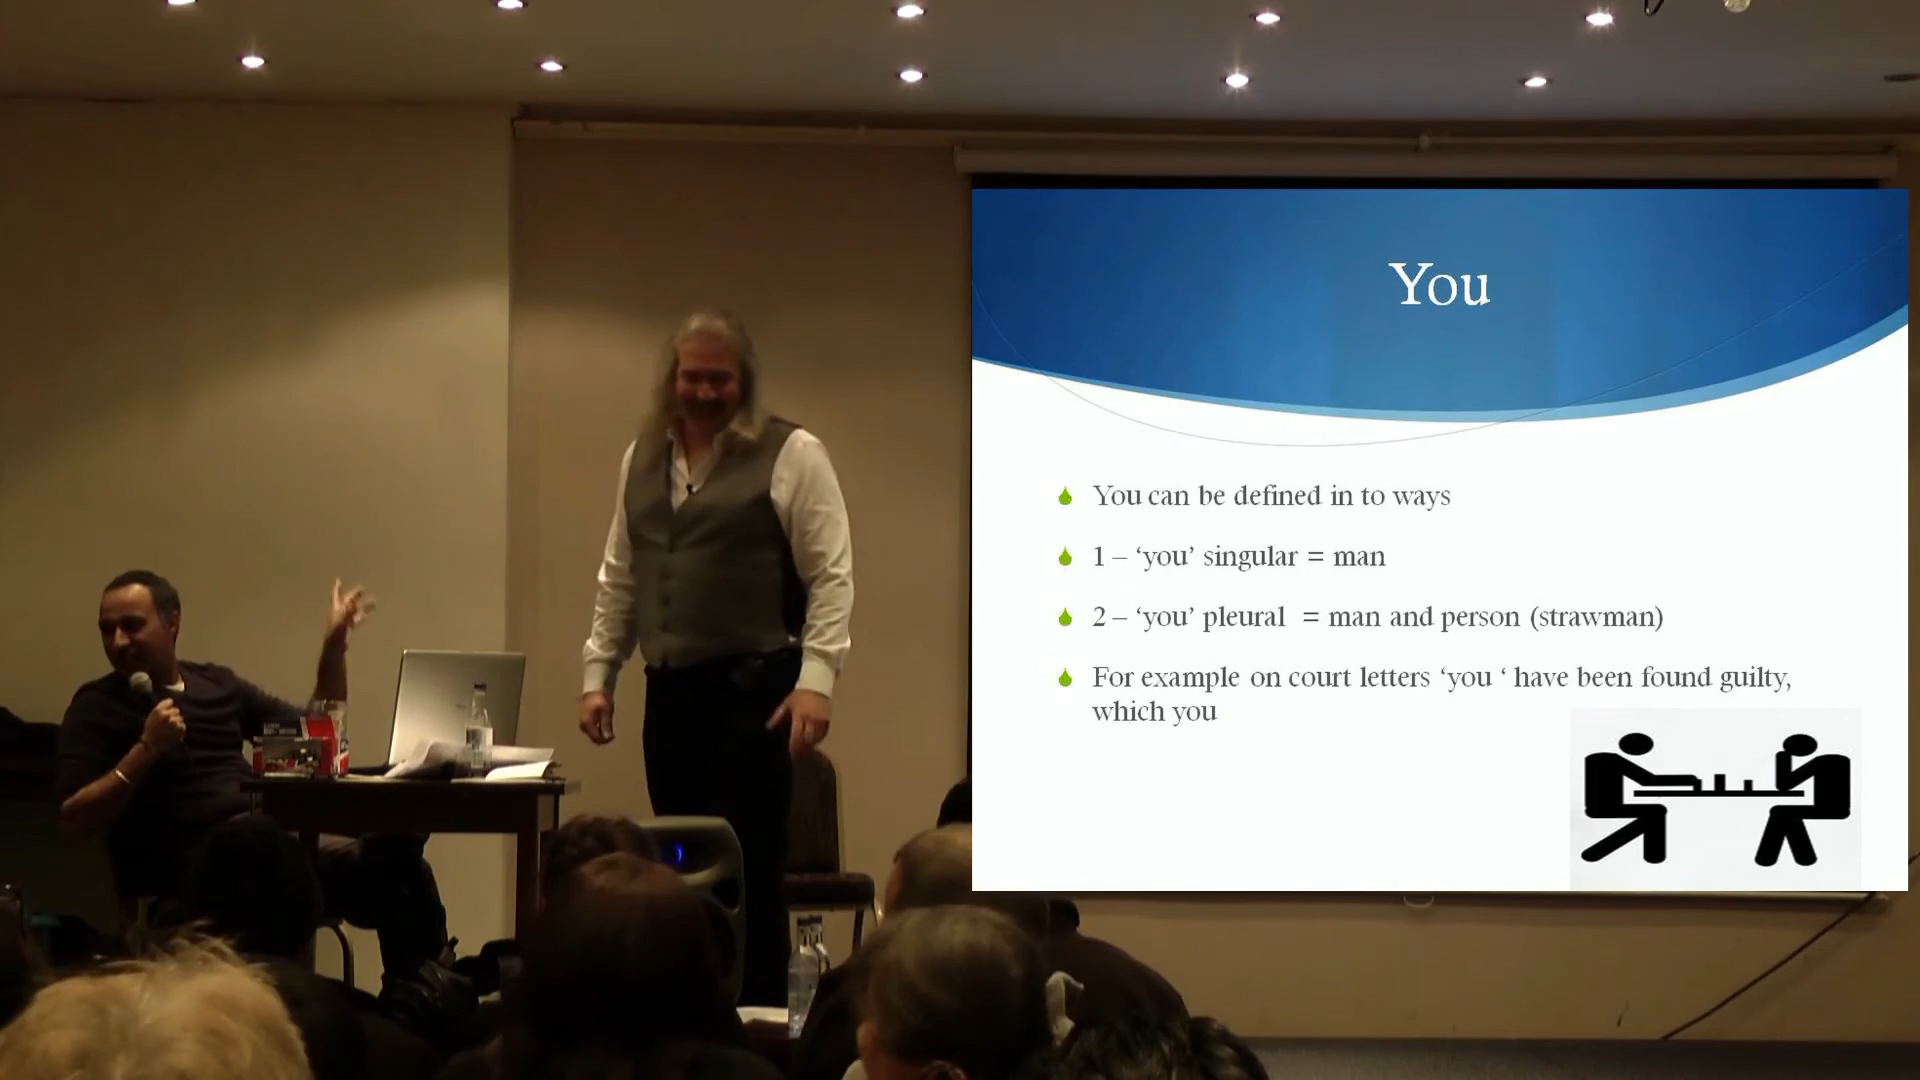 You
You can be defined in to ways
1 – ‘you’ singular = man
2 – ‘you’ pleural = man and person (strawman)
For example on court letters ‘you ‘ have been found guilty,
which you